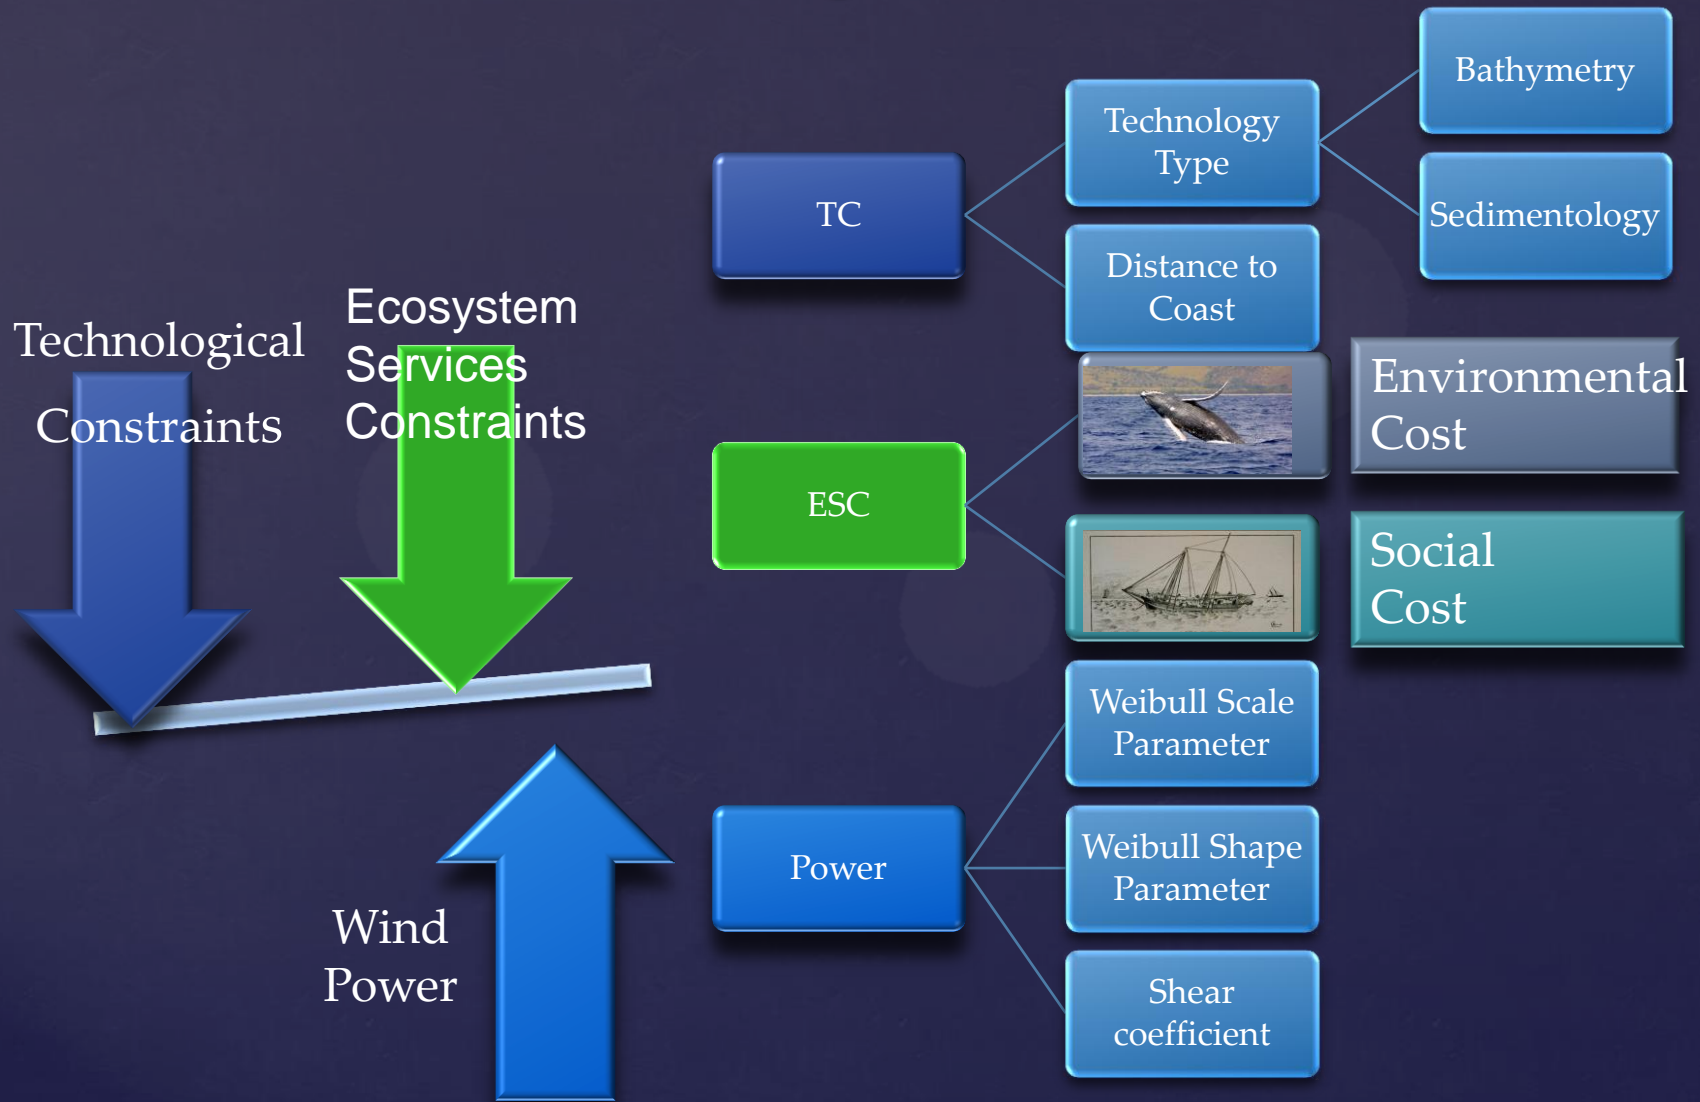 Technological
Constraints
Ecosystem
Services
Constraints
Wind
Power
TC
Technology
Type
Bathymetry
Sedimentology
Distance to
Coast
ESC
Environmental
Cost
Social
Cost
Power
Weibull Scale
Parameter
Weibull Shape
Parameter
Shear
coefficient